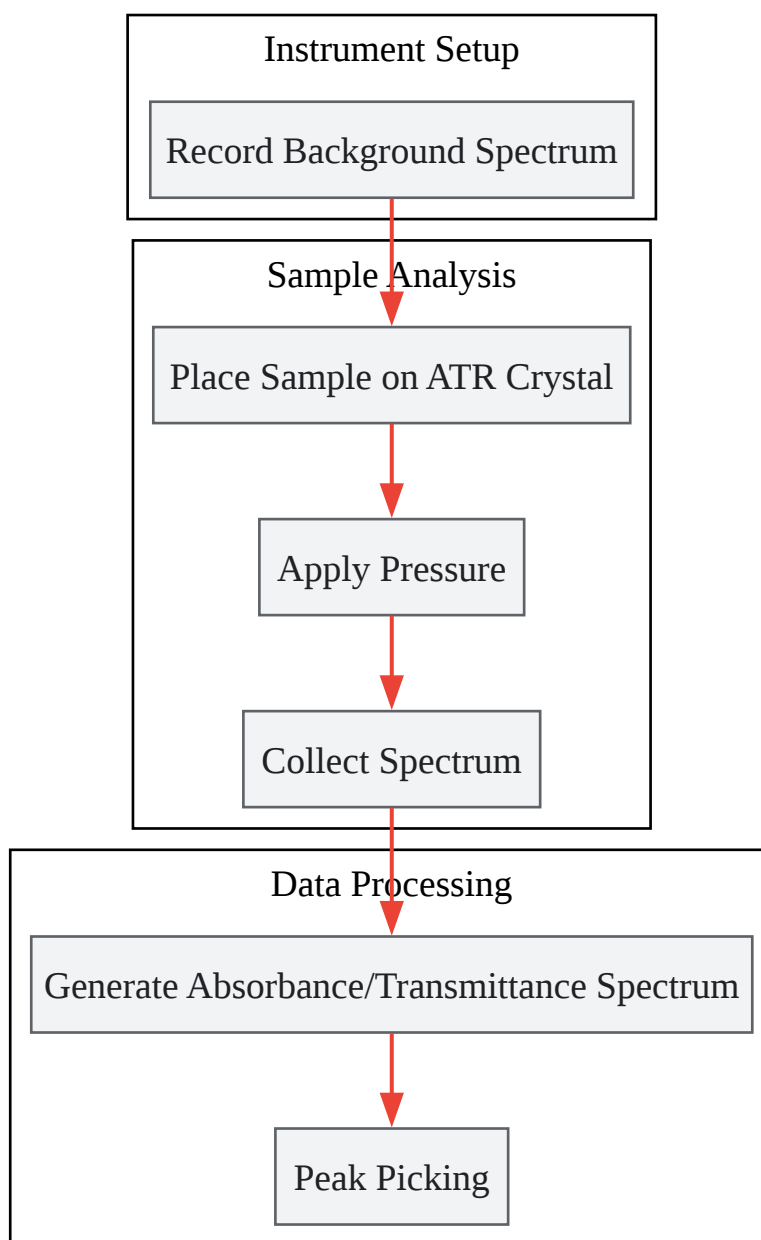 Instrument Setup
Record Background Spectrum
Sample Analysis
Place Sample on ATR Crystal
Apply Pressure
Collect Spectrum
Data Processing
Generate Absorbance/Transmittance Spectrum
Peak Picking